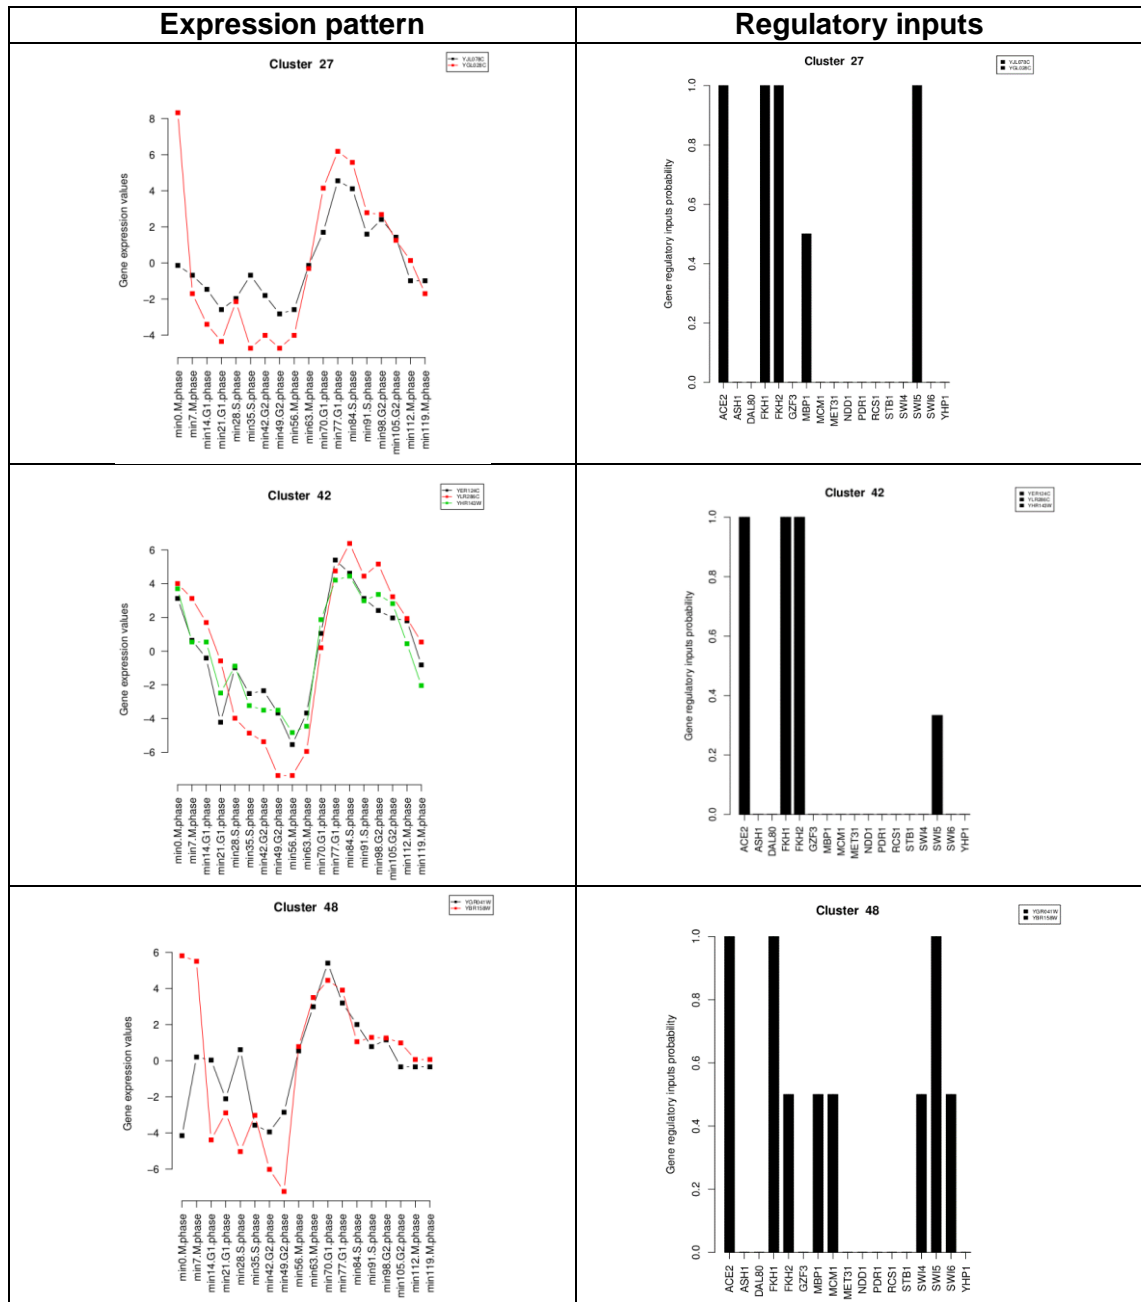 Expression pattern
Regulatory inputs
Cluster 27
YJL078C
YGL028C
Gene expression values
8
6
4
2
0
−2
−4
min0.M.phase
min7.M.phase
min14.G1.phase
min21.G1.phase
min28.S.phase
min35.S.phase
min42.G2.phase
min49.G2.phase
min56.M.phase
min63.M.phase
min70.G1.phase
min77.G1.phase
min84.S.phase
min91.S.phase
min98.G2.phase
min105.G2.phase
min112.M.phase
min119.M.phase
Cluster 27
YJL078C
YGL028C
Gene regulatory inputs probability
1.0
0.8
0.6
0.4
0.2
0.0
ACE2
ASH1
DAL80
FKH1
FKH2
GZF3
MBP1
MCM1
MET31
NDD1
PDR1
RCS1
STB1
SWI4
SWI5
SWI6
YHP1
Cluster 42
YER124C
YLR286C
YHR143W
Gene expression values
6
4
2
0
−2
−4
−6
min0.M.phase
min7.M.phase
min14.G1.phase
min21.G1.phase
min28.S.phase
min35.S.phase
min42.G2.phase
min49.G2.phase
min56.M.phase
min63.M.phase
min70.G1.phase
min77.G1.phase
min84.S.phase
min91.S.phase
min98.G2.phase
min105.G2.phase
min112.M.phase
min119.M.phase
Cluster 42
YER124C
YLR286C
YHR143W
Gene regulatory inputs probability
1.0
0.8
0.6
0.4
0.2
0.0
ACE2
ASH1
DAL80
FKH1
FKH2
GZF3
MBP1
MCM1
MET31
NDD1
PDR1
RCS1
STB1
SWI4
SWI5
SWI6
YHP1
Cluster 48
YGR041W
YBR158W
Gene expression values
6
4
2
0
−2
−4
−6
min0.M.phase
min7.M.phase
min14.G1.phase
min21.G1.phase
min28.S.phase
min35.S.phase
min42.G2.phase
min49.G2.phase
min56.M.phase
min63.M.phase
min70.G1.phase
min77.G1.phase
min84.S.phase
min91.S.phase
min98.G2.phase
min105.G2.phase
min112.M.phase
min119.M.phase
Cluster 48
YGR041W
YBR158W
Gene regulatory inputs probability
1.0
0.8
0.6
0.4
0.2
0.0
ACE2
ASH1
DAL80
FKH1
FKH2
GZF3
MBP1
MCM1
MET31
NDD1
PDR1
RCS1
STB1
SWI4
SWI5
SWI6
YHP1